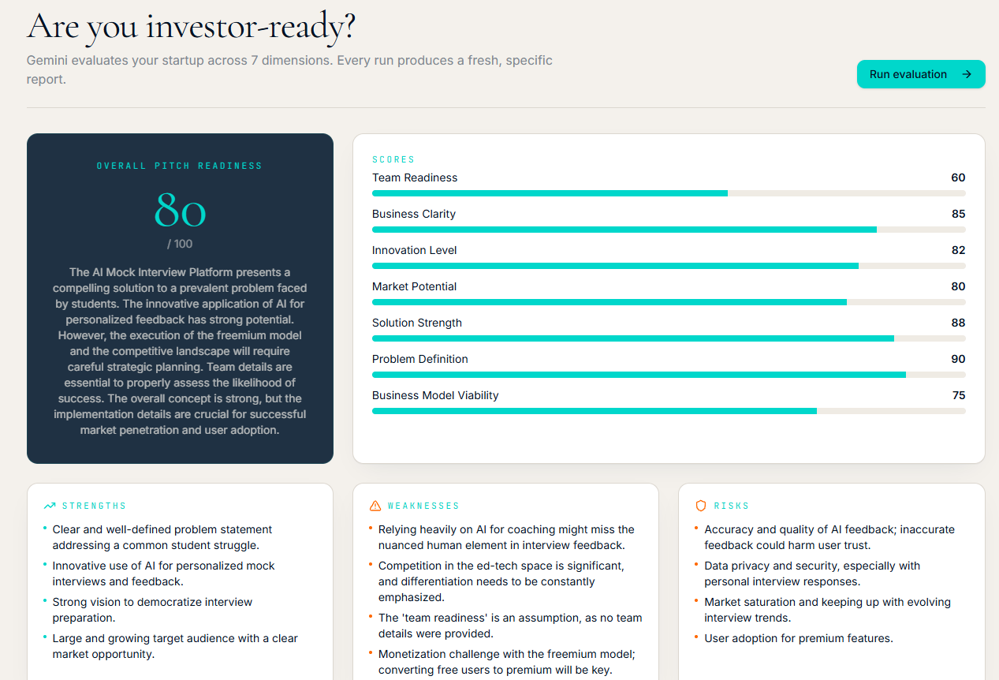 Are you investor-ready?
Gemini evaluates your startup across 7 dimensions. Every run produces a fresh, specific
report.
Run evaluation
OVERALL PITCH READINESS
80
/ 100
The AI Mock Interview Platform presents a
compelling solution to a prevalent problem faced
by students. The innovative application of AI for
personalized feedback has strong potential.
However, the execution of the freemium model
and the competitive landscape will require
careful strategic planning. Team details are
essential to properly assess the likelihood of
success. The overall concept is strong, but the
implementation details are crucial for successful
market penetration and user adoption.
SCORES
Team Readiness 60
Business Clarity 85
Innovation Level 82
Market Potential 80
Solution Strength 88
Problem Definition 90
Business Model Viability 75
STRENGTHS
• Clear and well-defined problem statement
addressing a common student struggle.
• Innovative use of AI for personalized mock
interviews and feedback.
• Strong vision to democratize interview
preparation.
• Large and growing target audience with a clear
market opportunity.
WEAKNESSES
• Relying heavily on AI for coaching might miss the
nuanced human element in interview feedback.
• Competition in the ed-tech space is significant,
and differentiation needs to be constantly
emphasized.
• The 'team readiness' is an assumption, as no team
details were provided.
• Monetization challenge with the freemium model;
converting free users to premium will be key.
RISKS
• Accuracy and quality of AI feedback; inaccurate
feedback could harm user trust.
• Data privacy and security, especially with
personal interview responses.
• Market saturation and keeping up with evolving
interview trends.
• User adoption for premium features.